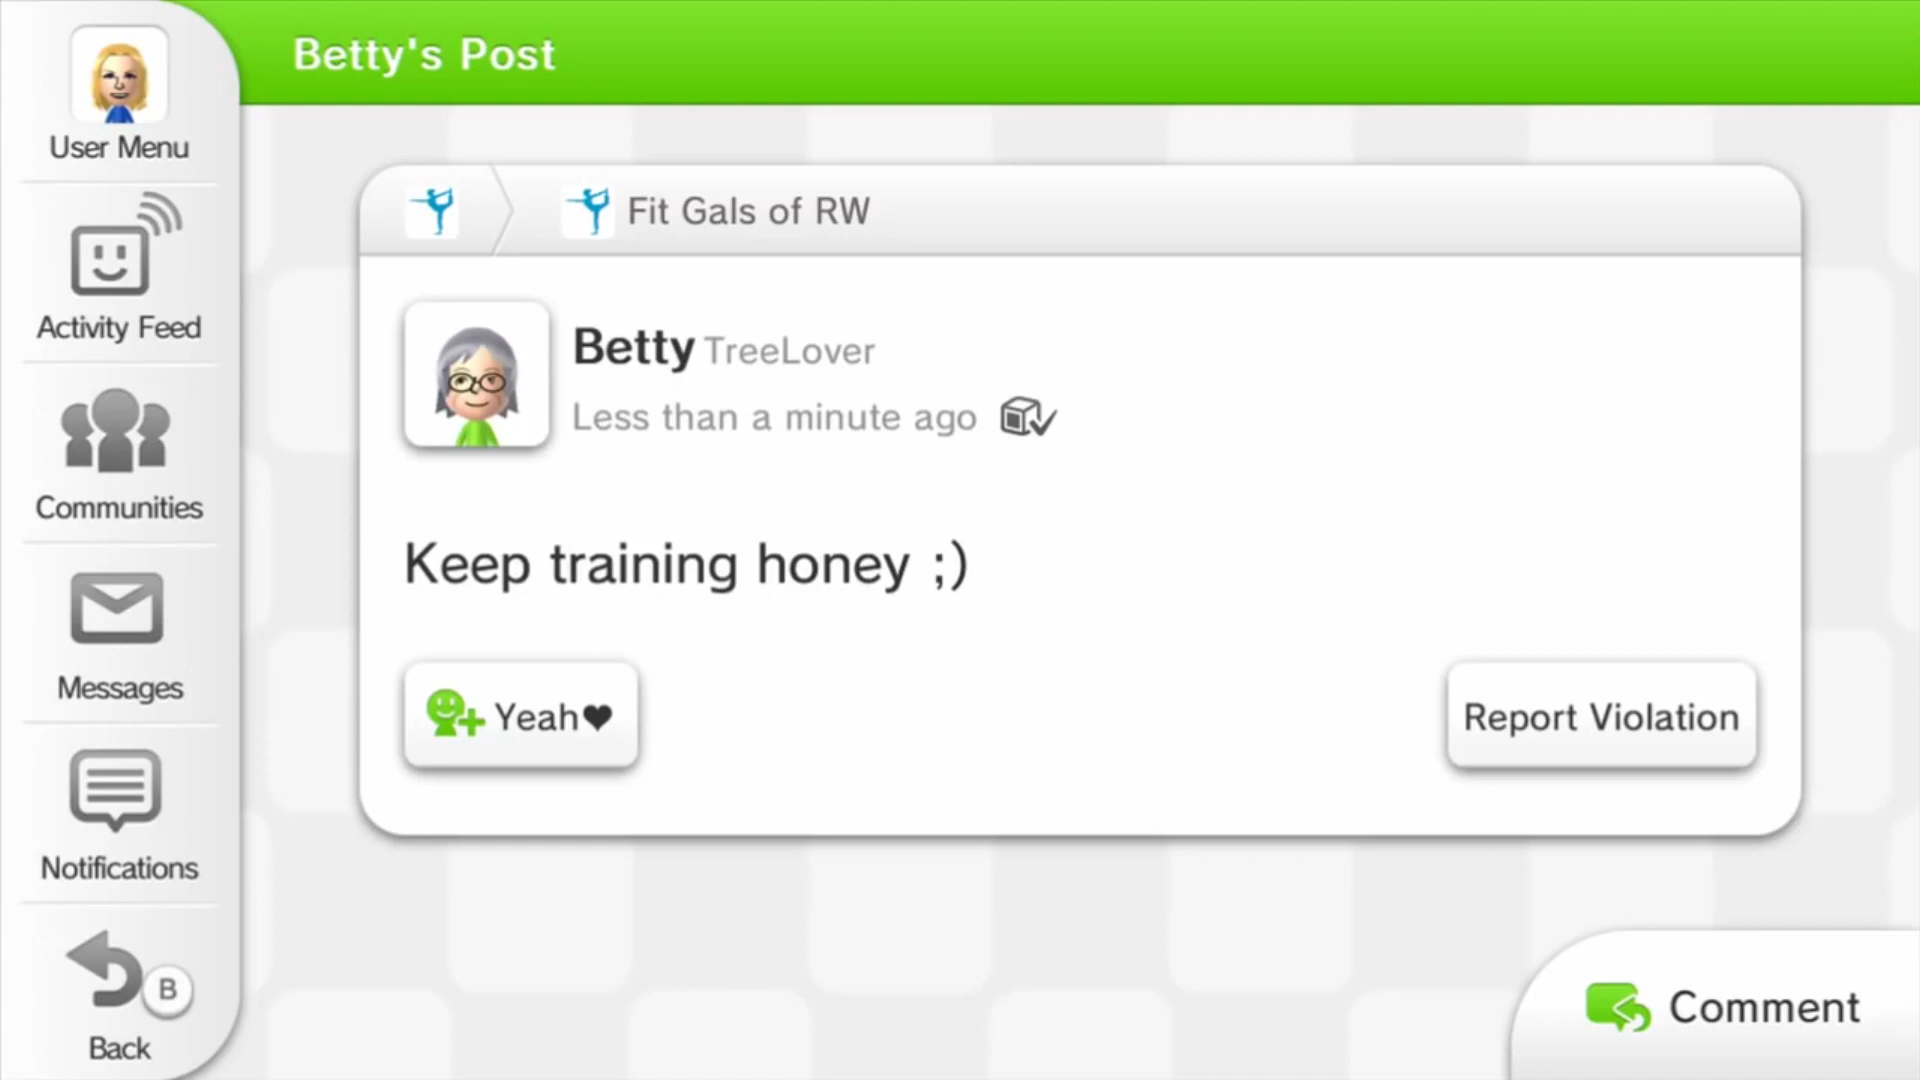 Betty's Post
User Menu
Activity Feed
Communities
Messages
Notifications
B
Back
Fit Gals of RW
Betty TreeLover
Less than a minute ago
Keep training honey ;)
Yeah♥
Report Violation
Comment